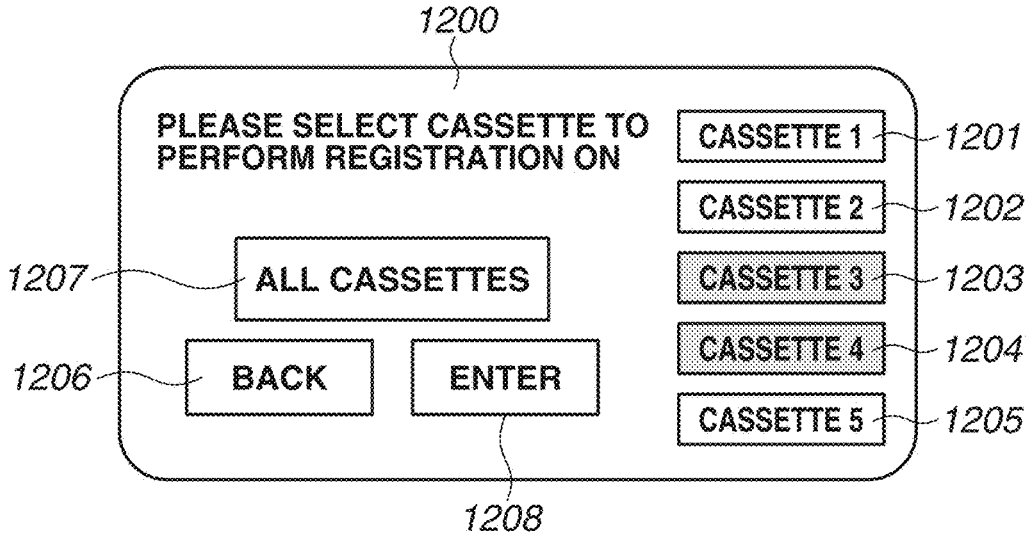 1200
PLEASE SELECT CASSETTE TO
PERFORM REGISTRATION ON
CASSETTE 1
1201
CASSETTE 2
1202
1207
ALL CASSETTES
CASSETTE 3
1203
CASSETTE 4
1204
1206
BACK
ENTER
CASSETTE 5
1205
1208